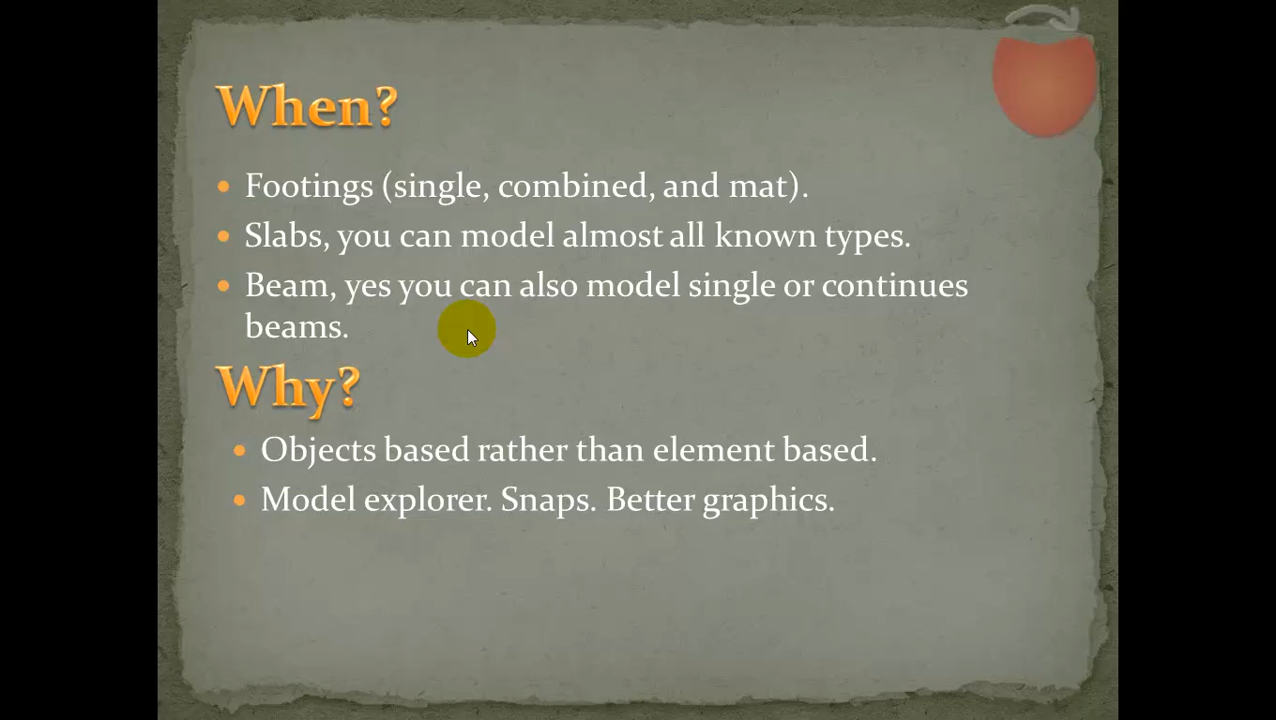 When?
Footings (single, combined, and mat).
Slabs, you can model almost all known types.
Beam, yes you can also model single or continues
beams.
Why?
Objects based rather than element based.
Model explorer. Snaps. Better graphics.